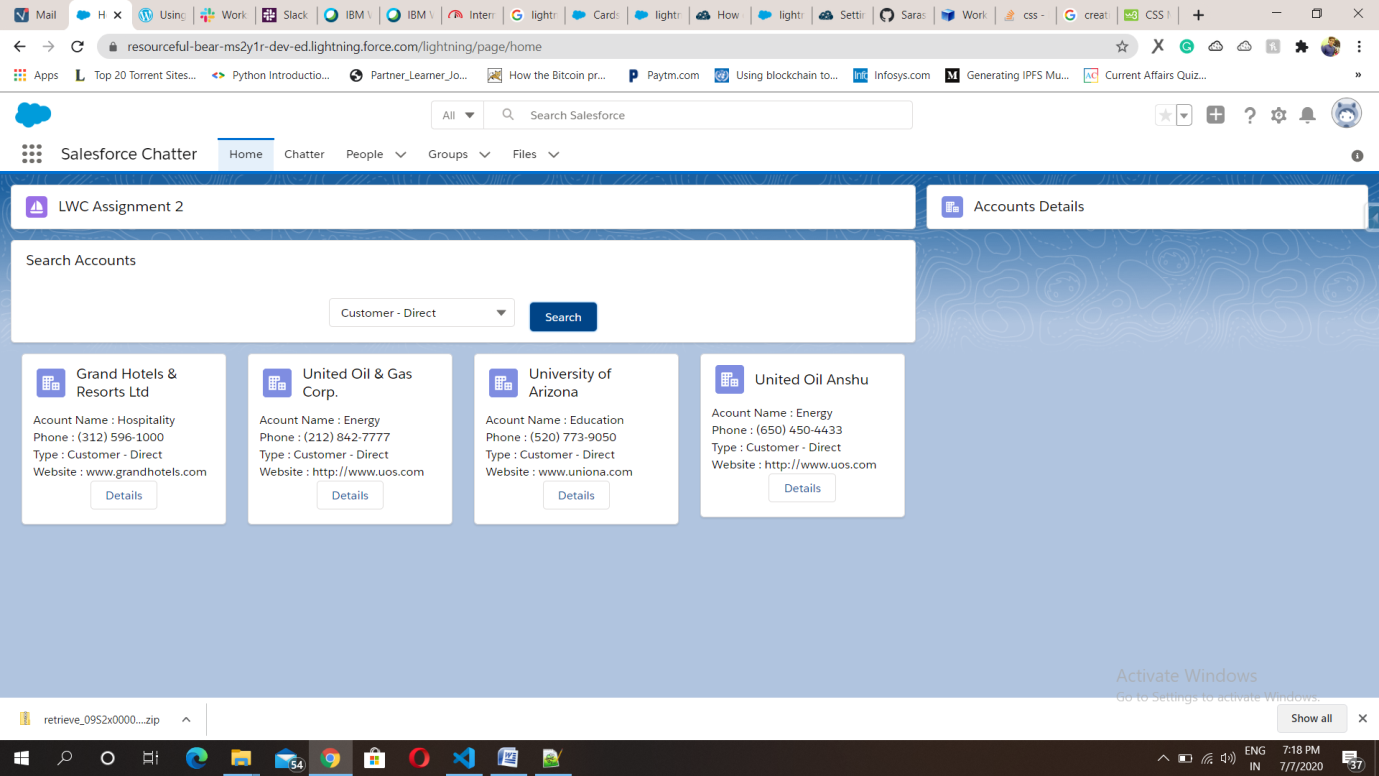 Mail
H
Using
Work
Slack
IBM V
IBM V
Interr
lightn
Cards
lightn
How
lightn
Settin
Saras
Work
css -
creat
CSS M
resourceful-bear-ms2y1r-dev-ed.lightning.force.com/lightning/page/home
Apps
Top 20 Torrent Sites...
Python Introductio...
Partner_Learner_Jo...
How the Bitcoin pr...
Paytm.com
Using blockchain to...
Infosys.com
Generating IPFS Mu...
Current Affairs Quiz...
»
All
Search Salesforce
Salesforce Chatter
Home
Chatter
People
Groups
Files
LWC Assignment 2
Accounts Details
Search Accounts
Customer - Direct
Search
Grand Hotels &
Resorts Ltd
Acount Name : Hospitality
Phone : (312) 596-1000
Type : Customer - Direct
Website : www.grandhotels.com
Details
United Oil & Gas
Corp.
Acount Name : Energy
Phone : (212) 842-7777
Type : Customer - Direct
Website : http://www.uos.com
Details
University of
Arizona
Acount Name : Education
Phone : (520) 773-9050
Type : Customer - Direct
Website : www.uniona.com
Details
United Oil Anshu
Acount Name : Energy
Phone : (650) 450-4433
Type : Customer - Direct
Website : http://www.uos.com
Details
Activate Windows
Go to Settings to activate Windows.
retrieve_09S2x0000....zip
Show all
54
ENG
IN
7:18 PM
7/7/2020
37